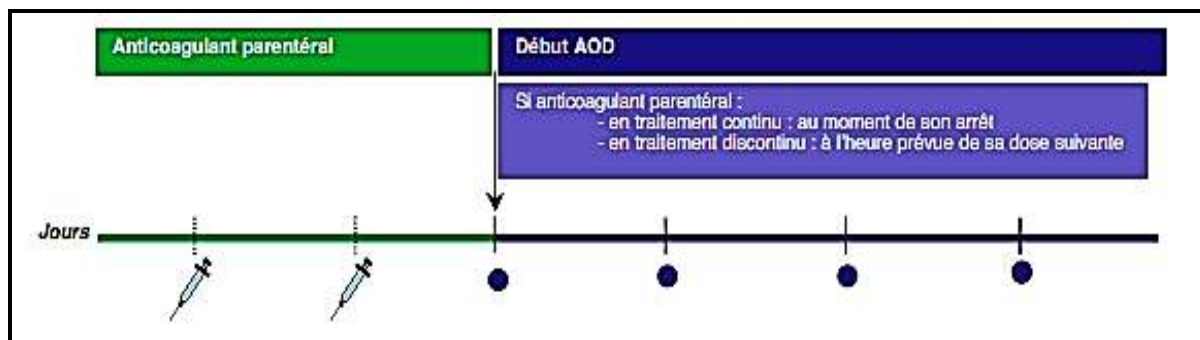 Anticoagulant parentéral
Début AOD
Si anticoagulant parentéral :
- en traitement continu : au moment de son arrêt
- en traitement discontinu : à l'heure prévue de sa dose suivante
Jours